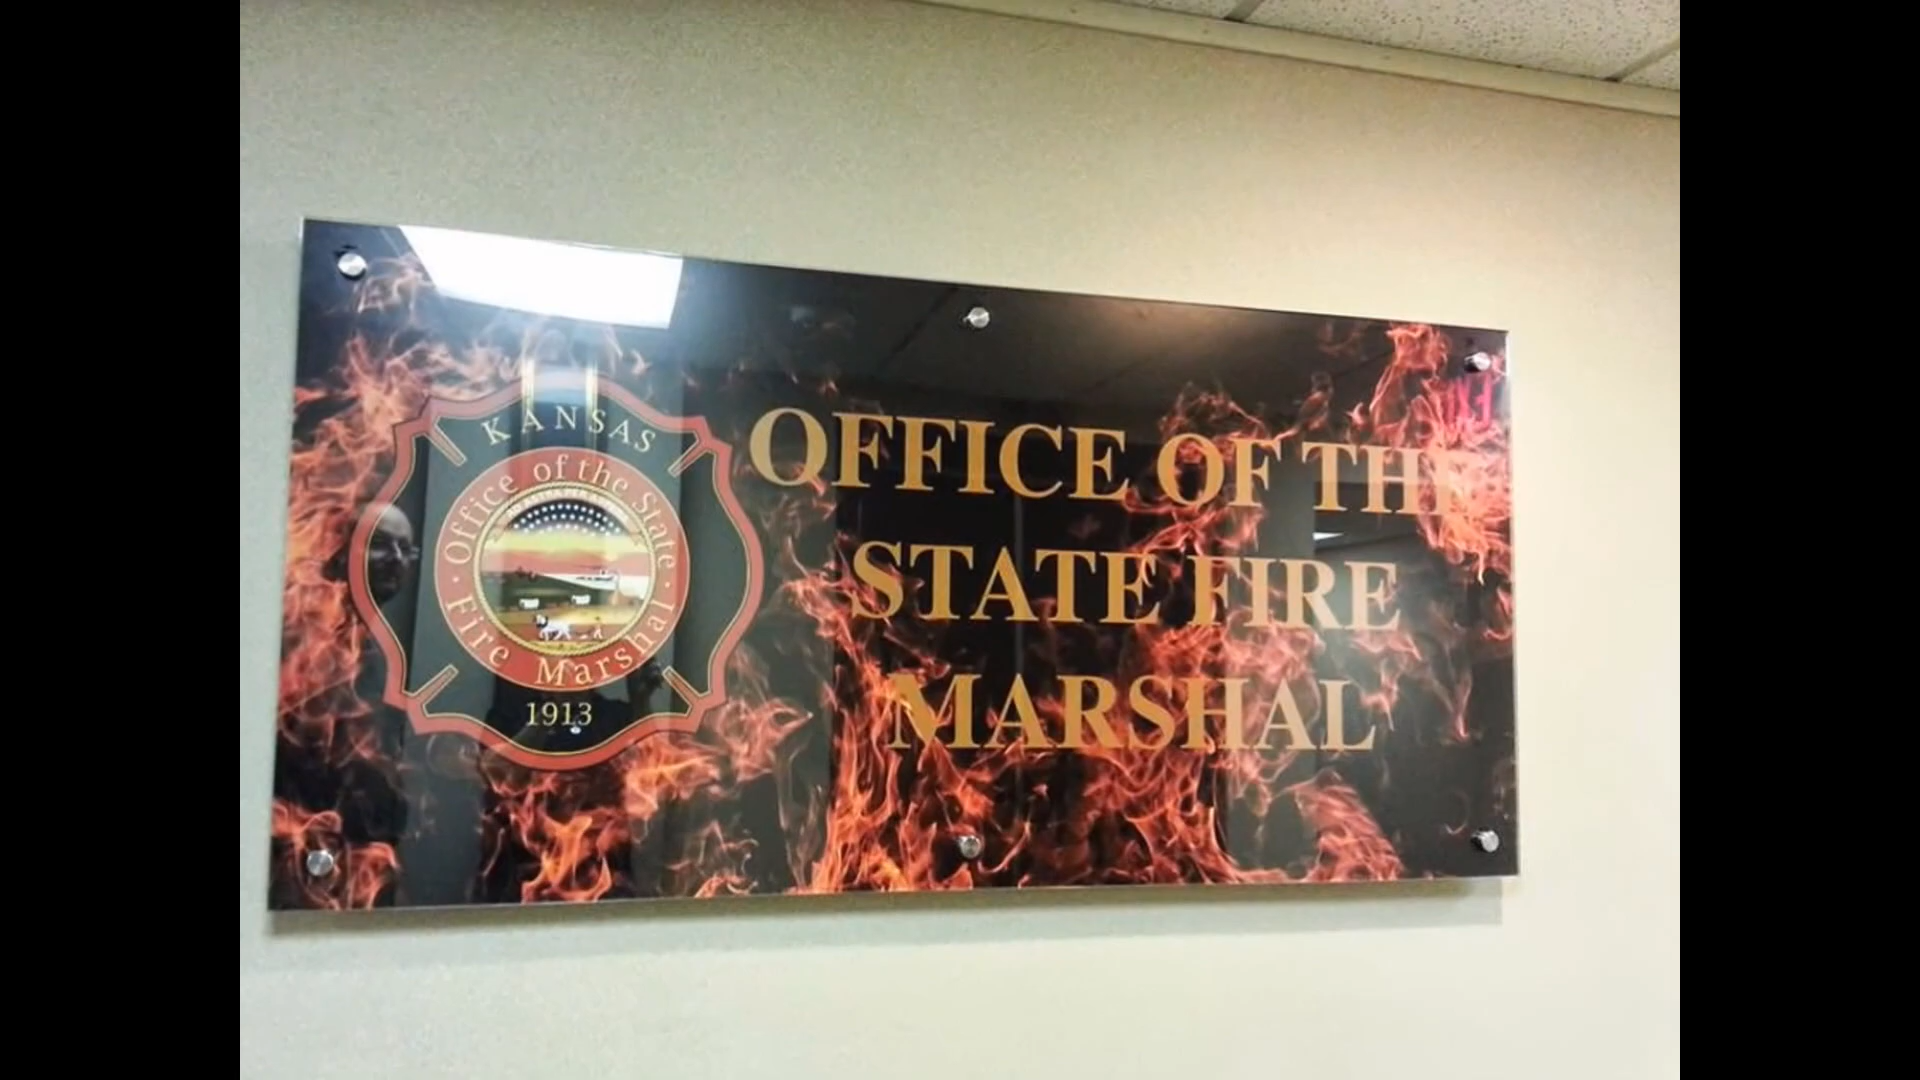 KANSAS
Office of the State
Fire Marshal
1913
OFFICE OF THE
STATE FIRE
MARSHAL